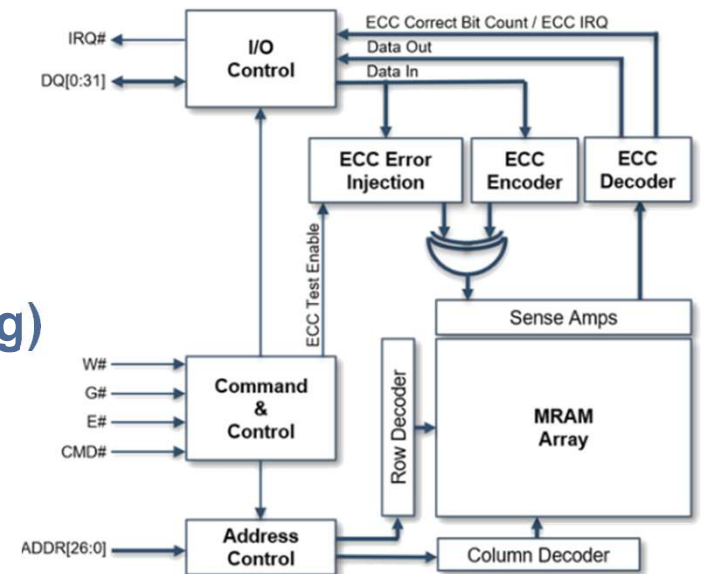 ECC Correct Bit Count / ECC IRQ
IRQ#
I/O
Control
Data Out
DQ[0:31]
Data In
ECC Error
Injection
ECC
Encoder
ECC
Decoder
ECC Test Enable
Sense Amps
g)
W#
G#
E#
CMD#
Command
&
Control
Row Decoder
MRAM
Array
ADDR[26:0]
Address
Control
Column Decoder